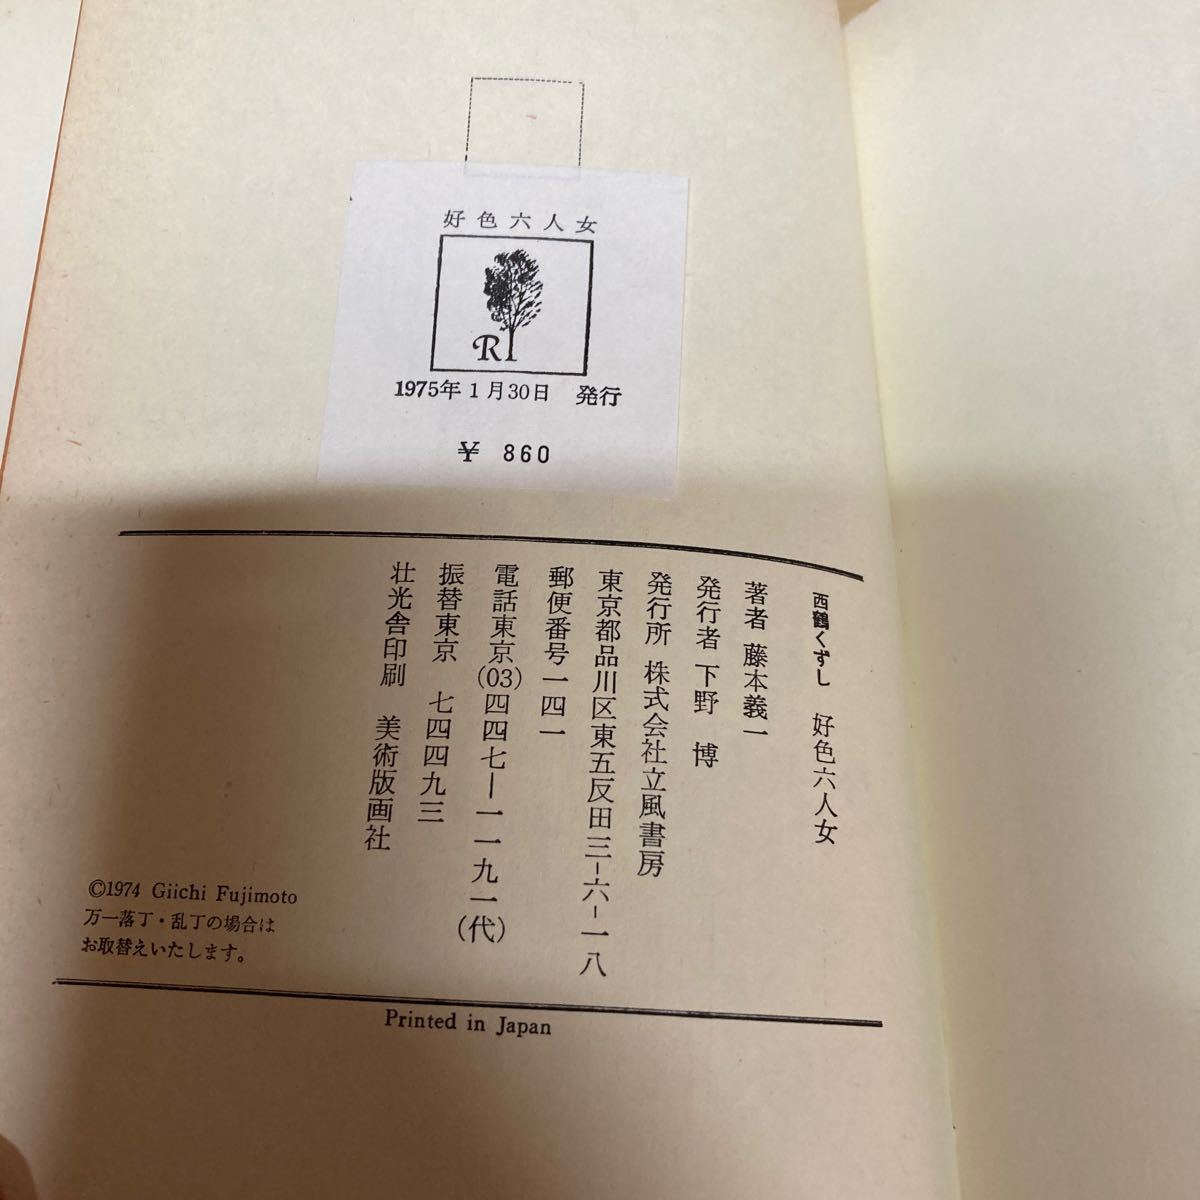 好色六人女
R
1975年1月30日 発行
¥ 860
西鶴くずし 好色六人女
著者 藤本義一
発行者 下野 博
発行所 株式会社立風書房
東京都品川区東五反田三-六-一八
郵便番号一四一
電話東京(03)四四七―一一九一(代)
振替東京 七四四九三
壮光舎印刷 美術版画社
©1974 Giichi Fujimoto
万一落丁・乱丁の場合は
お取替えいたします。
Printed in Japan